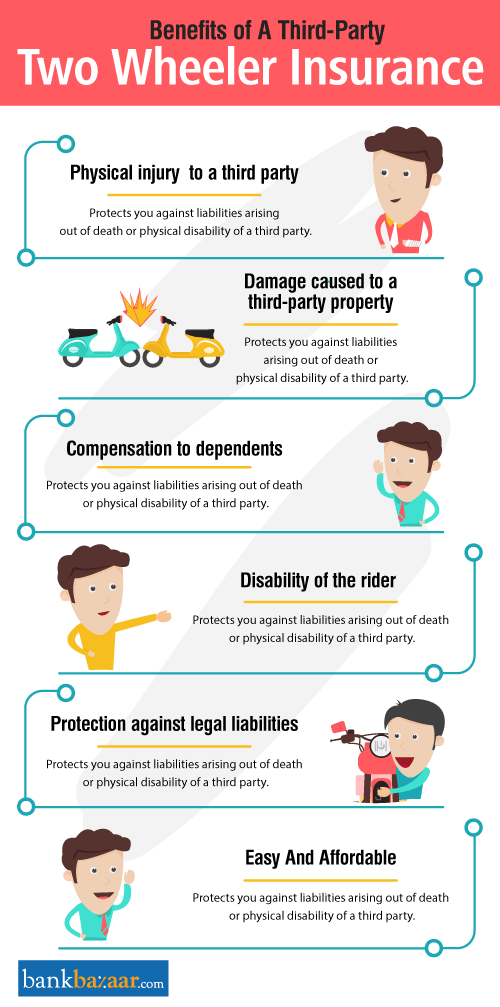 Benefits of A Third-Party
Two Wheeler Insurance
Physical injury to a third party
Protects you against liabilities arising
out of death or physical disability of a third party.
Damage caused to a
third-party property
Protects you against liabilities
arising out of death or
physical disability of a third party.
Compensation to dependents
Protects you against liabilities arising out of death
or physical disability of a third party.
Disability of the rider
Protects you against liabilities arising out of death
or physical disability of a third party.
Protection against legal liabilities
Protects you against liabilities arising out of death
or physical disability of a third party.
Easy And Affordable
Protects you against liabilities arising out of death
or physical disability of a third party.
bankbazaar.com